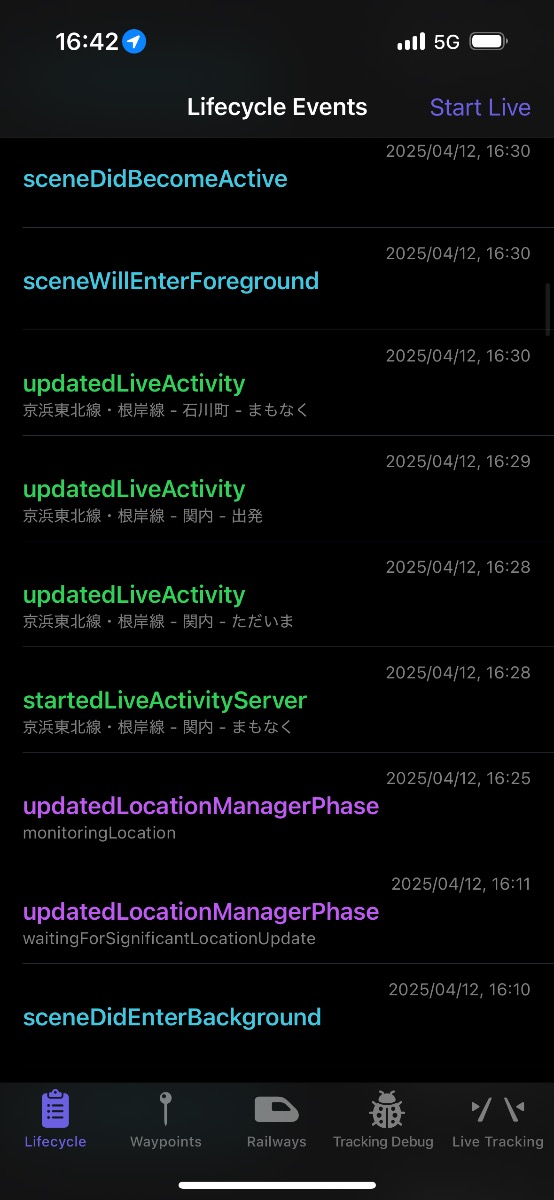 16:42
5G
Lifecycle Events
Start Live
2025/04/12, 16:30
sceneDidBecomeActive
2025/04/12, 16:30
sceneWillEnterForeground
2025/04/12, 16:30
updatedLiveActivity
京浜東北線・根岸線 - 石川町 - まもなく
2025/04/12, 16:29
updatedLiveActivity
京浜東北線・根岸線 - 関内 - 出発
2025/04/12, 16:28
updatedLiveActivity
京浜東北線・根岸線 - 関内 - ただいま
2025/04/12, 16:28
startedLiveActivityServer
京浜東北線・根岸線 - 関内 - まもなく
2025/04/12, 16:25
updatedLocationManagerPhase
monitoringLocation
2025/04/12, 16:11
updatedLocationManagerPhase
waitingForSignificantLocationUpdate
2025/04/12, 16:10
sceneDidEnterBackground
Lifecycle
Waypoints
Railways
Tracking Debug
Live Tracking